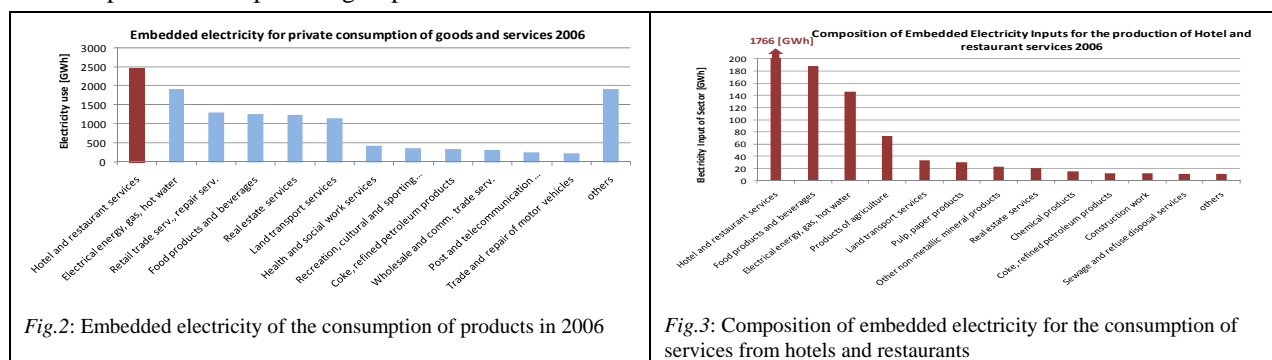 Embedded electricity for private consumption of goods and services 2006
Electricity use [GWh]
3000
2500
2000
1500
1000
500
0
Hotel and restaurant services
Electrical energy, gas, hot water
Retail trade serv., repair serv.
Food products and beverages
Real estate services
Land transport services
Health and social work services
Recreation, cultural and sporting...
Coke, refined petroleum products
Wholesale and comm. trade serv.
Post and telecommunication ...
Trade and repair of motor vehicles
others
Fig.2: Embedded electricity of the consumption of products in 2006
Composition of Embedded Electricity Inputs for the production of Hotel and
restaurant services 2006
1766 [GWh]
Electricity Input of Sector [GWh]
200
180
160
140
120
100
80
60
40
20
0
Hotel and restaurant services
Food products and beverages
Electrical energy, gas, hot water
Products of agriculture
Land transport services
Pulp, paper products
Other non-metallic mineral products
Real estate services
Chemical products
Coke, refined petroleum products
Construction work
Sewage and refuse disposal services
others
Fig.3: Composition of embedded electricity for the consumption of
services from hotels and restaurants